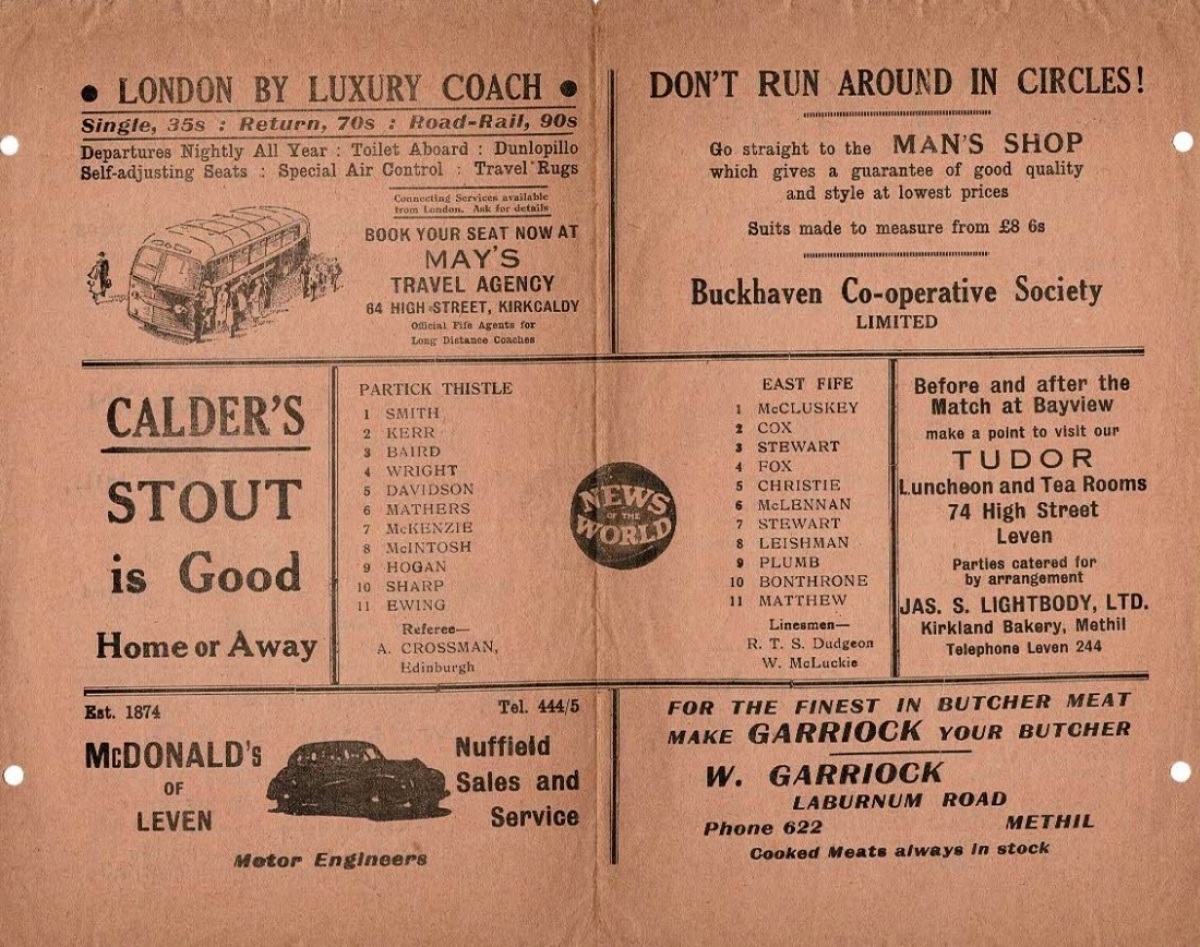 • LONDON BY LUXURY COACH •
Single, 35s : Return, 70s : Road-Rail, 90s
Departures Nightly All Year : Toilet Aboard : Dunlopillo
Self-adjusting Seats : Special Air Control : Travel Rugs
Connecting Services available
from London. Ask for details
BOOK YOUR SEAT NOW AT
MAY'S
TRAVEL AGENCY
64 HIGH STREET, KIRKCALDY
Official Fife Agents for
Long Distance Coaches
DON'T RUN AROUND IN CIRCLES!
Go straight to the MAN'S SHOP
which gives a guarantee of good quality
and style at lowest prices
Suits made to measure from £8 6s
Buckhaven Co-operative Society
LIMITED
CALDER'S
STOUT
is Good
Home or Away
PARTICK THISTLE
1 SMITH
2 KERR
3 BAIRD
4 WRIGHT
5 DAVIDSON
6 MATHERS
7 McKENZIE
8 McINTOSH
9 HOGAN
10 SHARP
11 EWING
Referee—
A. CROSSMAN,
Edinburgh
NEWS
OF THE
WORLD
EAST FIFE
1 McCLUSKEY
2 COX
3 STEWART
4 FOX
5 CHRISTIE
6 McLENNAN
7 STEWART
8 LEISHMAN
9 PLUMB
10 BONTHRONE
11 MATTHEW
Linesmen—
R. T. S. Dudgeon
W. McLuckie
Before and after the
Match at Bayview
make a point to visit our
TUDOR
Luncheon and Tea Rooms
74 High Street
Leven
Parties catered for
by arrangement
JAS. S. LIGHTBODY, LTD.
Kirkland Bakery, Methil
Telephone Leven 244
Est. 1874
Tel. 444/5
McDONALD'S
OF
LEVEN
Nuffield
Sales and
Service
Motor Engineers
FOR THE FINEST IN BUTCHER MEAT
MAKE GARRIOCK YOUR BUTCHER
W. GARRIOCK
LABURNUM ROAD
Phone 622 METHIL
Cooked Meats always in stock